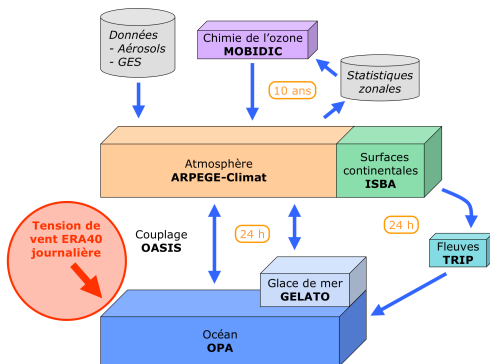 Données
- Aérosols
- GES
Chimie de l'ozone
MOBIDIC
Statistiques
zonales
10 ans
Atmosphère
ARPEGE-Climat
Surfaces
continentales
ISBA
Tension de
vent ERA40
journalière
Couplage
OASIS
24 h
24 h
Fleuves
TRIP
Glace de mer
GELATO
Océan
OPA